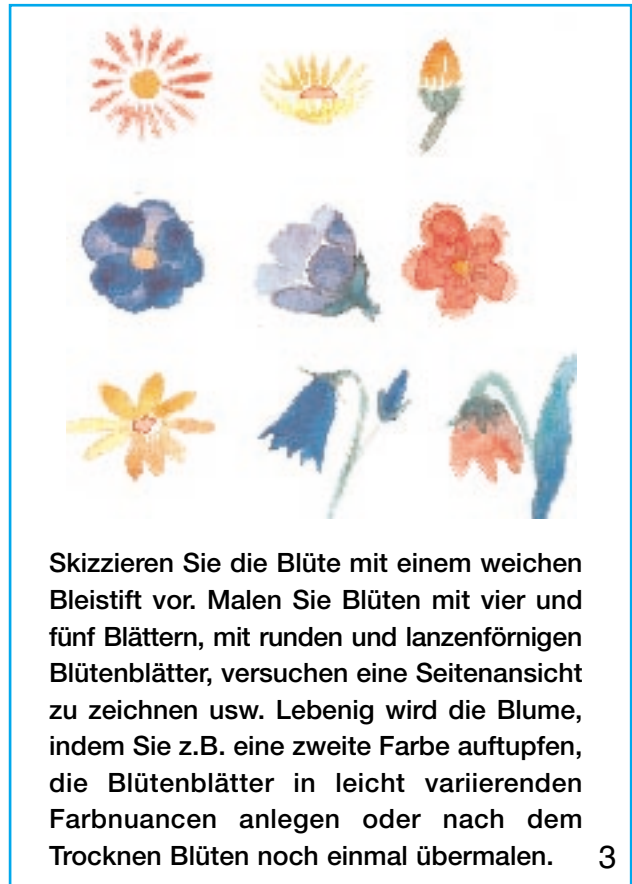 Skizzieren Sie die Blüte mit einem weichen
Bleistift vor. Malen Sie Blüten mit vier und
fünf Blättern, mit runden und lanzenförnigen
Blütenblätter, versuchen eine Seitenansicht
zu zeichnen usw. Lebenig wird die Blume,
indem Sie z.B. eine zweite Farbe auftupfen,
die Blütenblätter in leicht variierenden
Farbnuancen anlegen oder nach dem
Trocknen Blüten noch einmal übermalen. 3